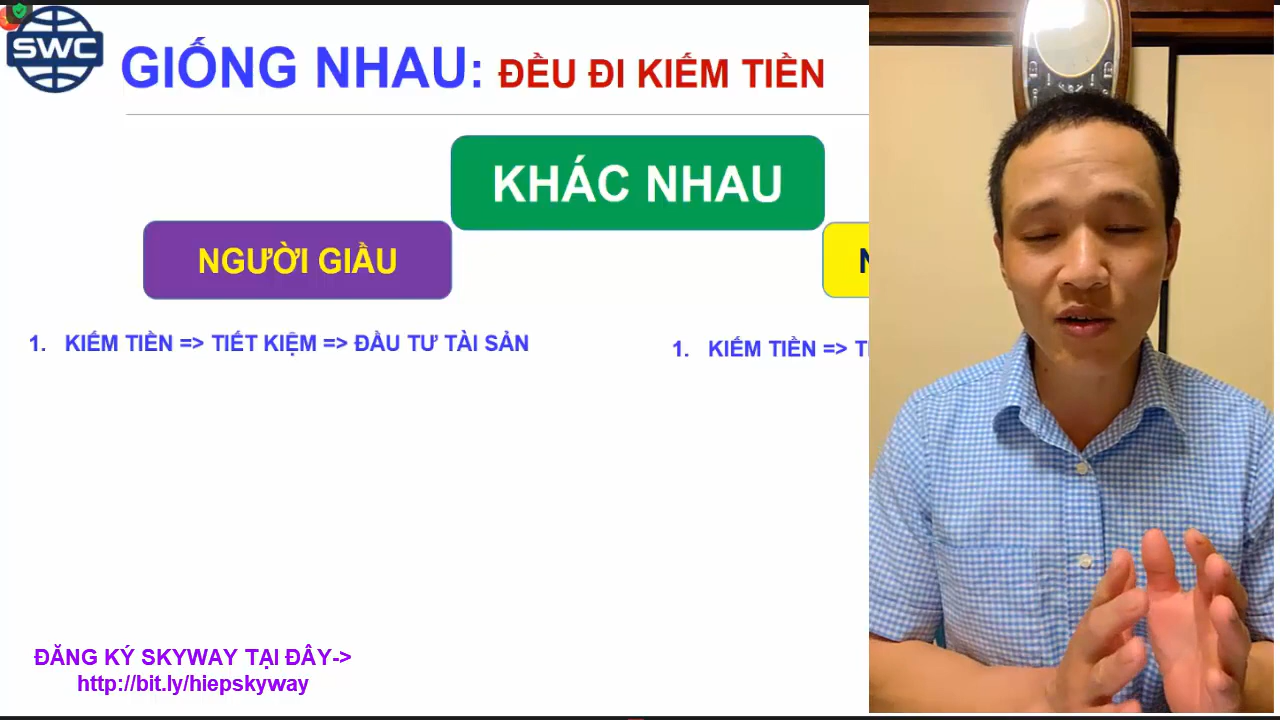 SWC
GIỐNG NHAU: ĐỀU ĐI KIẾM TIỀN
KHÁC NHAU
NGƯỜI GIẦU
1. KIẾM TIỀN => TIẾT KIỆM => ĐẦU TƯ TÀI SẢN
1. KIẾM TIỀN =>
ĐĂNG KÝ SKYWAY TẠI ĐÂY->
http://bit.ly/hiepskyway